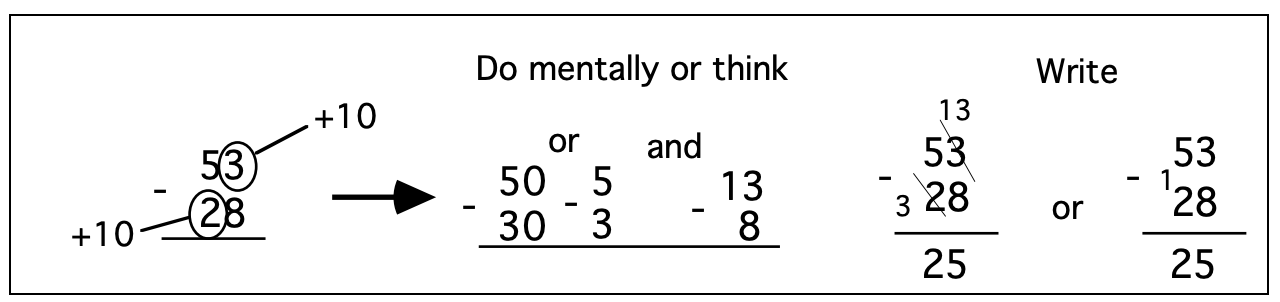 Do mentally or think
Write
+10
53
- 28
+10
or and
50 5 13
- 30 - 3 - 8
13
53
- 3 28
25
or
53
- 1 28
25